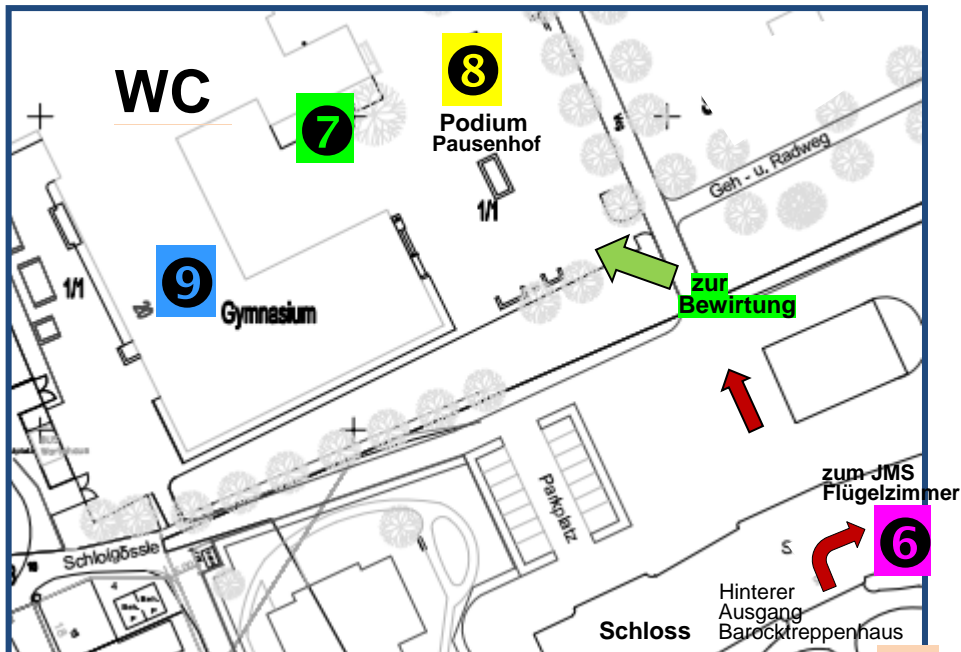 WC
8
7
Podium
Pausenhof
1/1
Geh - u. Radweg
9
1/1
Gymnasium
zur
Bewirtung
zum JMS
Flügelzimmer
6
Parkplatz
Hinterer
Ausgang
Barocktreppenhaus
Schloss
4